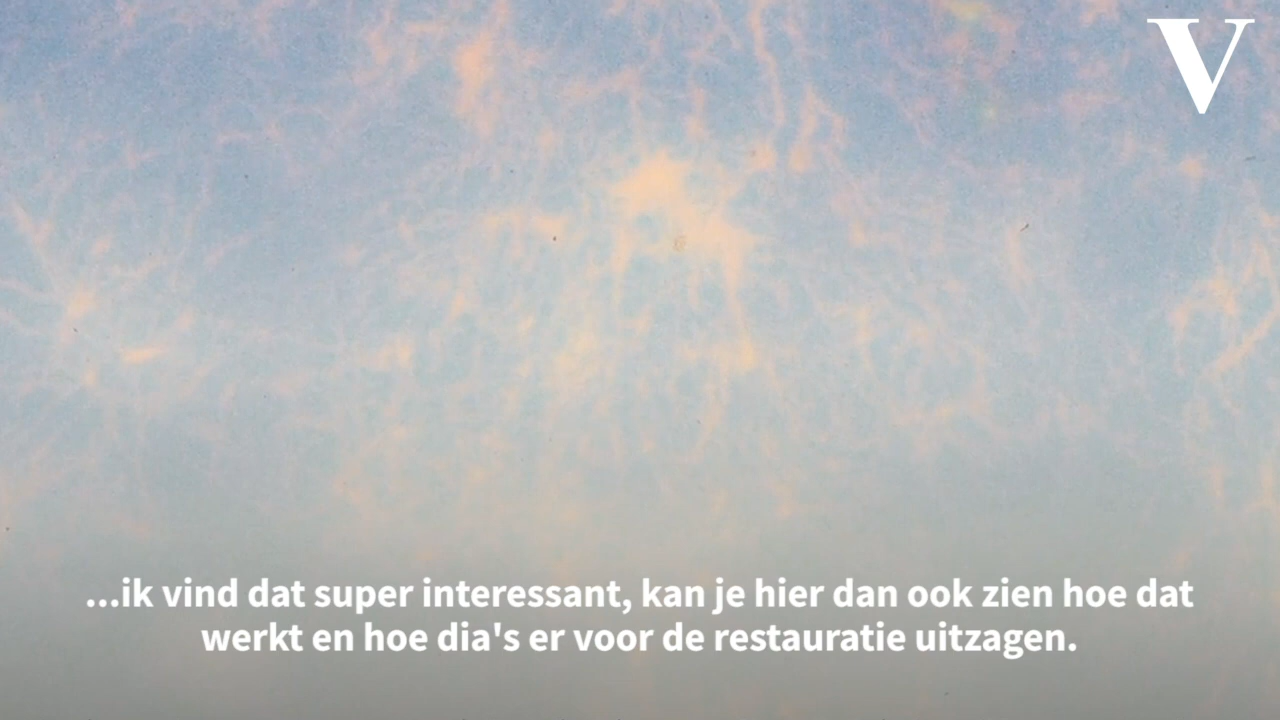 V
...ik vind dat super interessant, kan je hier dan ook zien hoe dat
werkt en hoe dia's er voor de restauratie uitzagen.